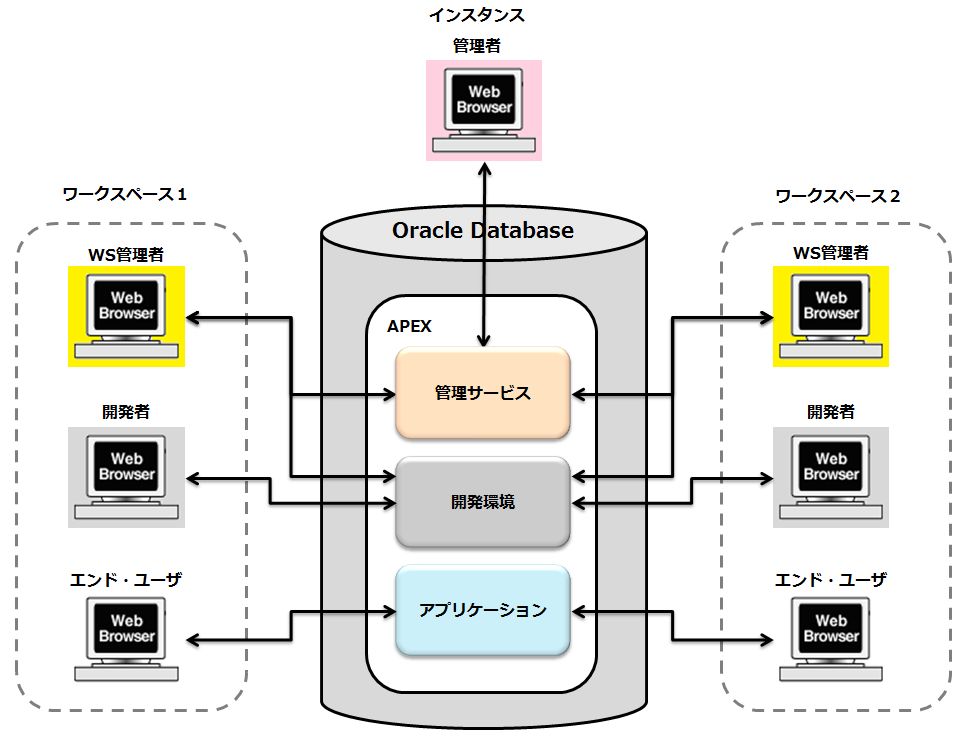 インスタンス
管理者
Web
Browser
ワークスペース１
ワークスペース２
Oracle Database
WS管理者
Web
Browser
WS管理者
Web
Browser
APEX
管理サービス
開発者
Web
Browser
開発者
Web
Browser
開発環境
エンド・ユーザ
Web
Browser
エンド・ユーザ
Web
Browser
アプリケーション